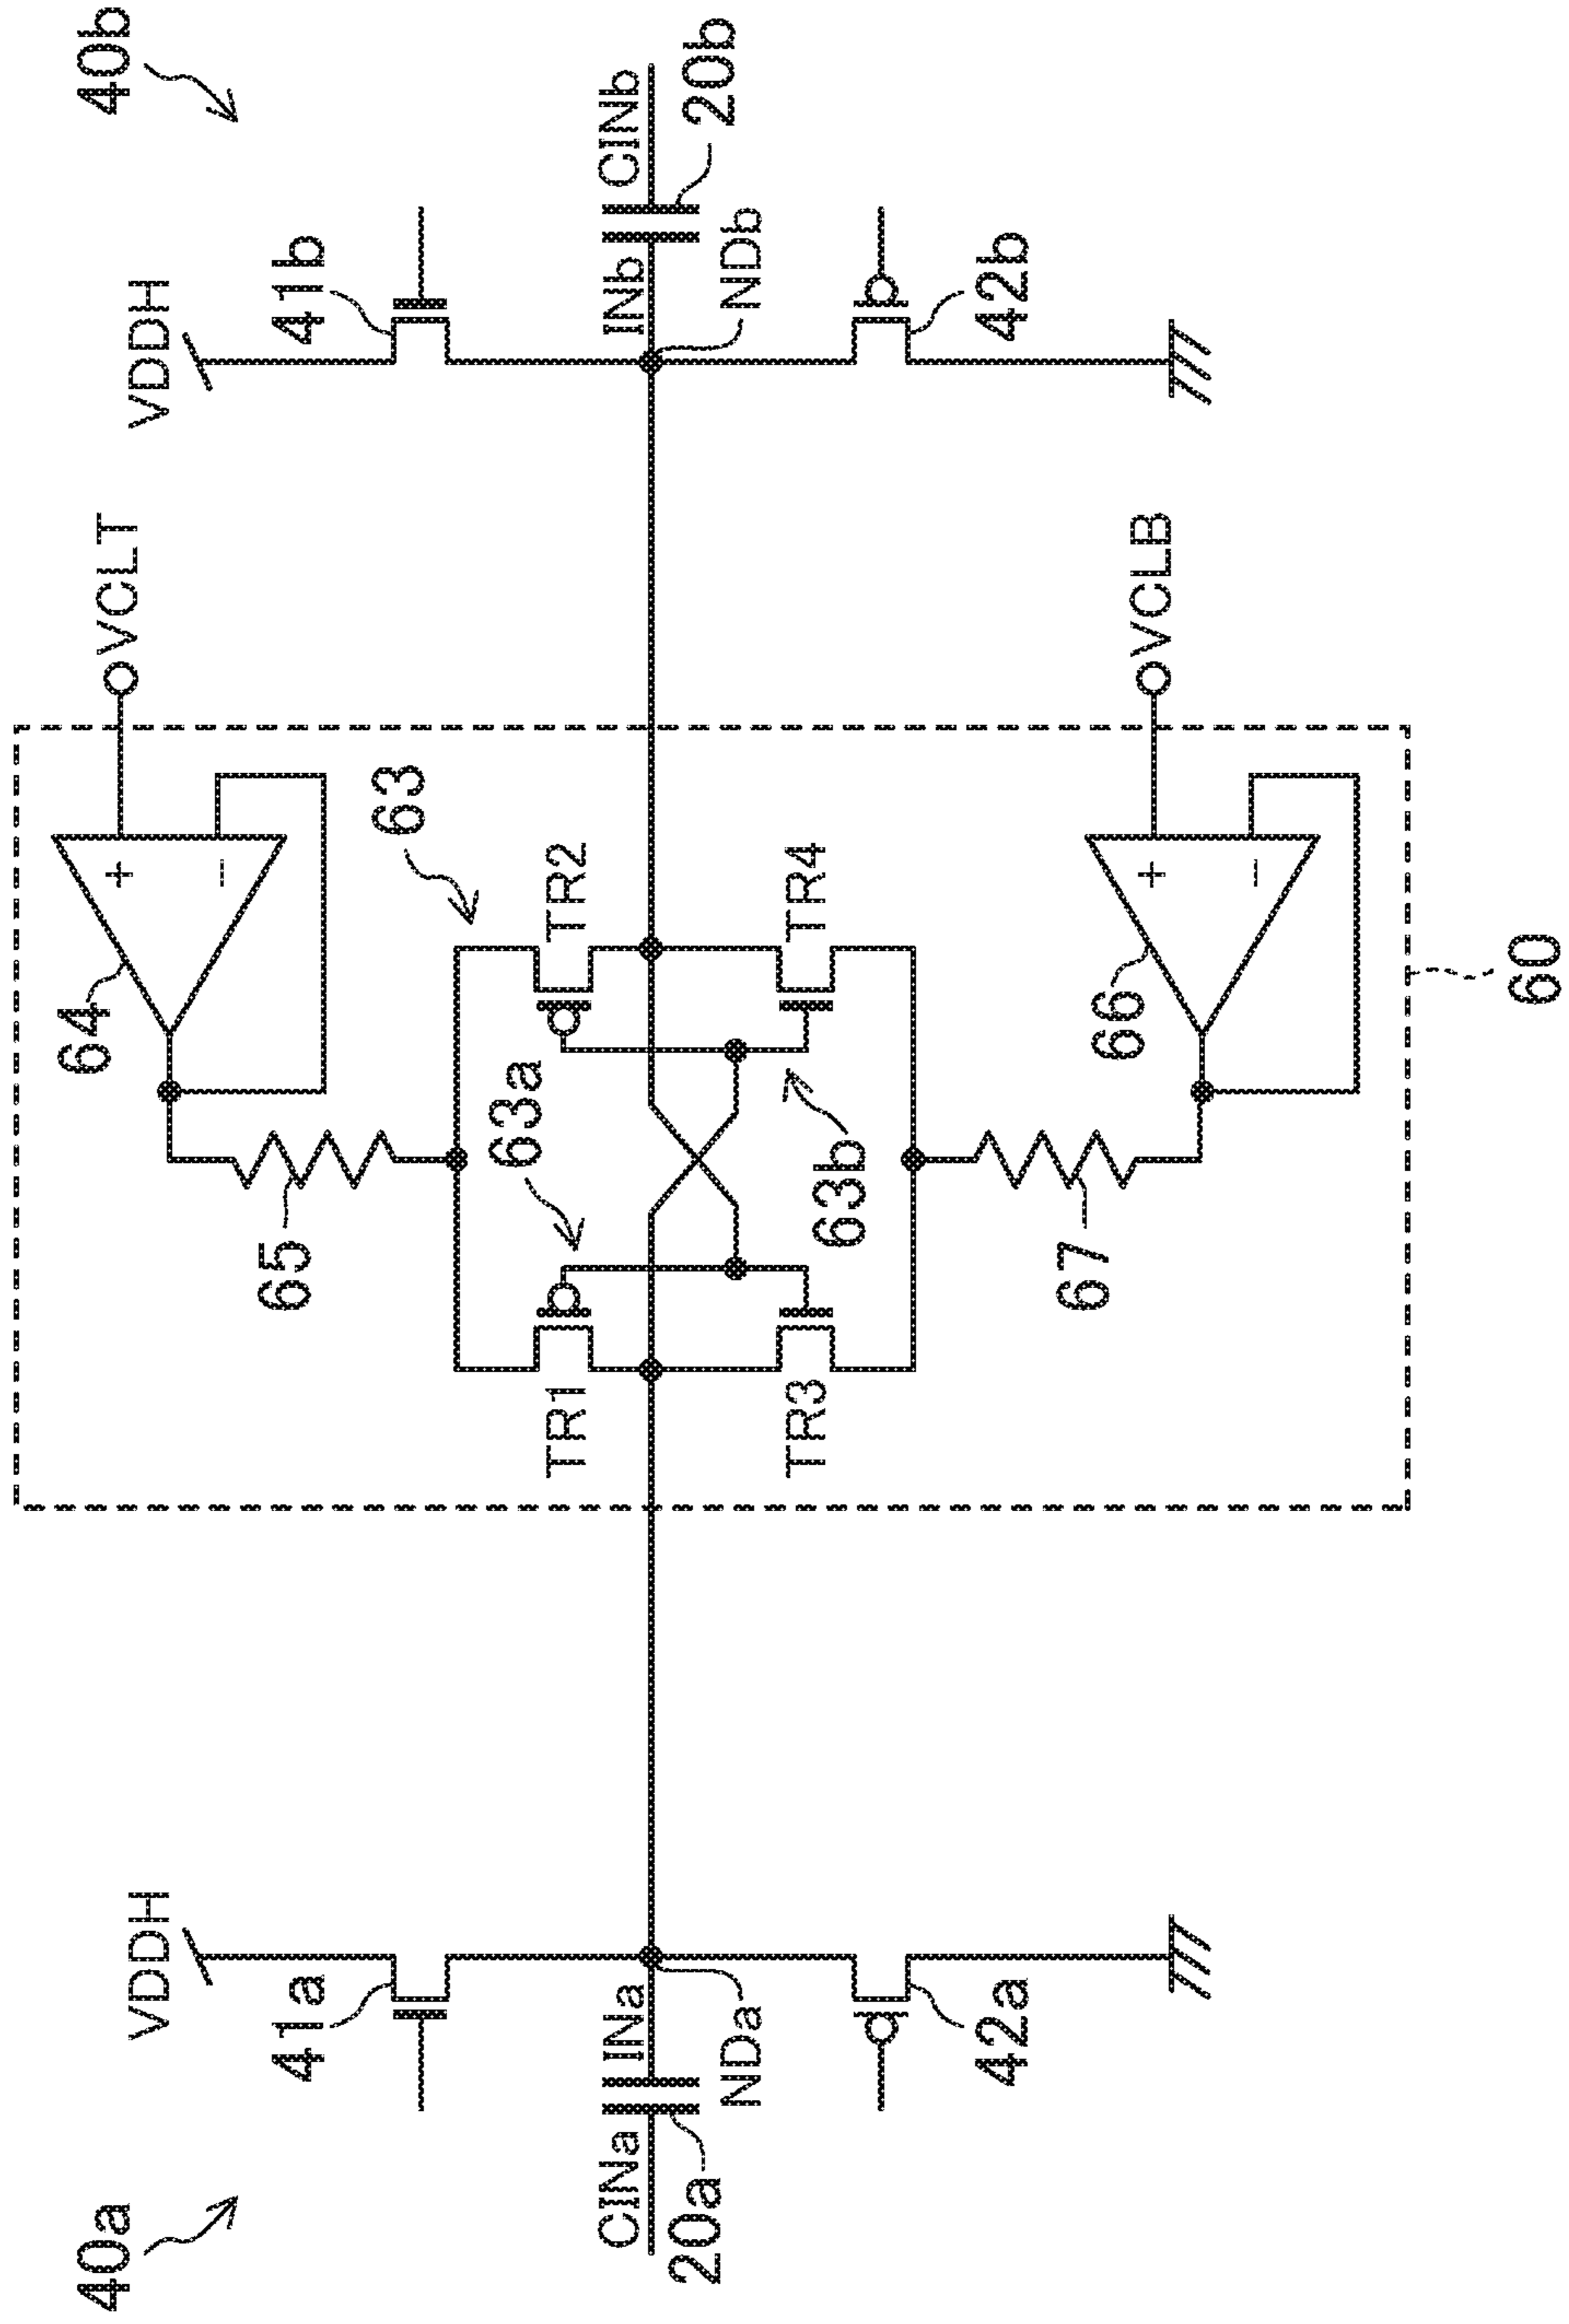 40a
40b
VDDH
VDDH
VCLT
64
+
−
65
41a
41b
63
63a
TR1
TR2
CINa
INa
INb
CINb
20a
20b
NDa
NDb
TR3
TR4
63b
42a
42b
67
66
+
−
VCLB
60